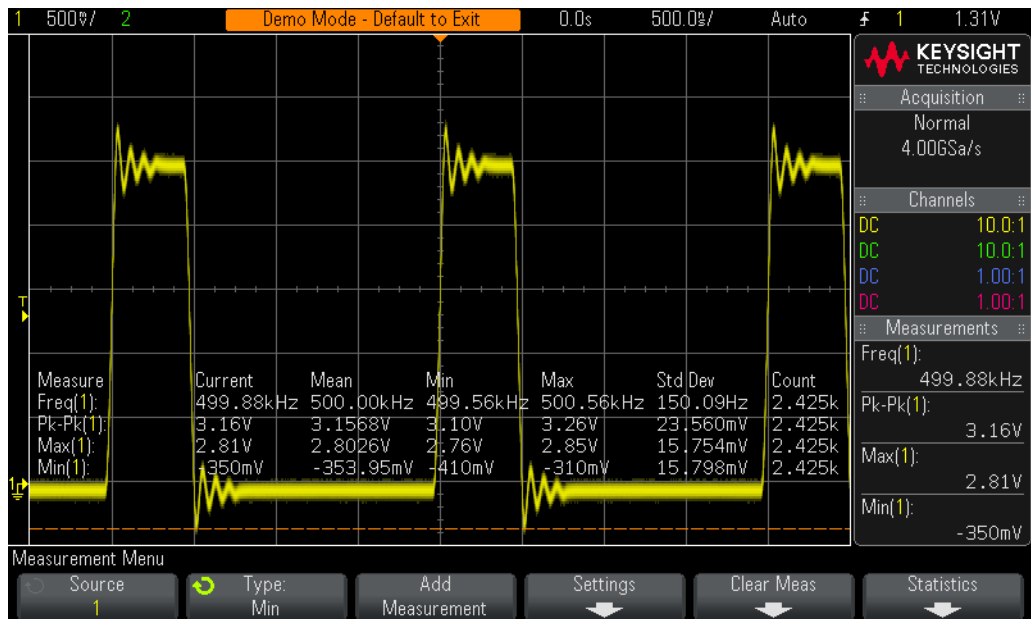 1 500mV/ 2 Demo Mode - Default to Exit 0.0s 500.0ns/ Auto 1 1.31V
KEYSIGHT
TECHNOLOGIES
Acquisition
Normal
4.00GSa/s
Channels
DC 10.0:1
DC 10.0:1
DC 1.00:1
DC 1.00:1
Measurements
Freq(1):
499.88kHz
Pk-Pk(1):
3.16V
Max(1):
2.81V
Min(1):
-350mV
T
Measure Current Mean Min Max Std Dev Count
Freq(1): 499.88kHz 500.00kHz 499.56kHz 500.56kHz 150.09Hz 2.425k
Pk-Pk(1): 3.16V 3.1568V 3.10V 3.26V 23.560mV 2.425k
Max(1): 2.81V 2.8026V 2.76V 2.85V 15.754mV 2.425k
Min(1): -350mV -353.95mV -410mV -310mV 15.798mV 2.425k
1
Measurement Menu
Source
1
Type:
Min
Add
Measurement
Settings
Clear Meas
Statistics